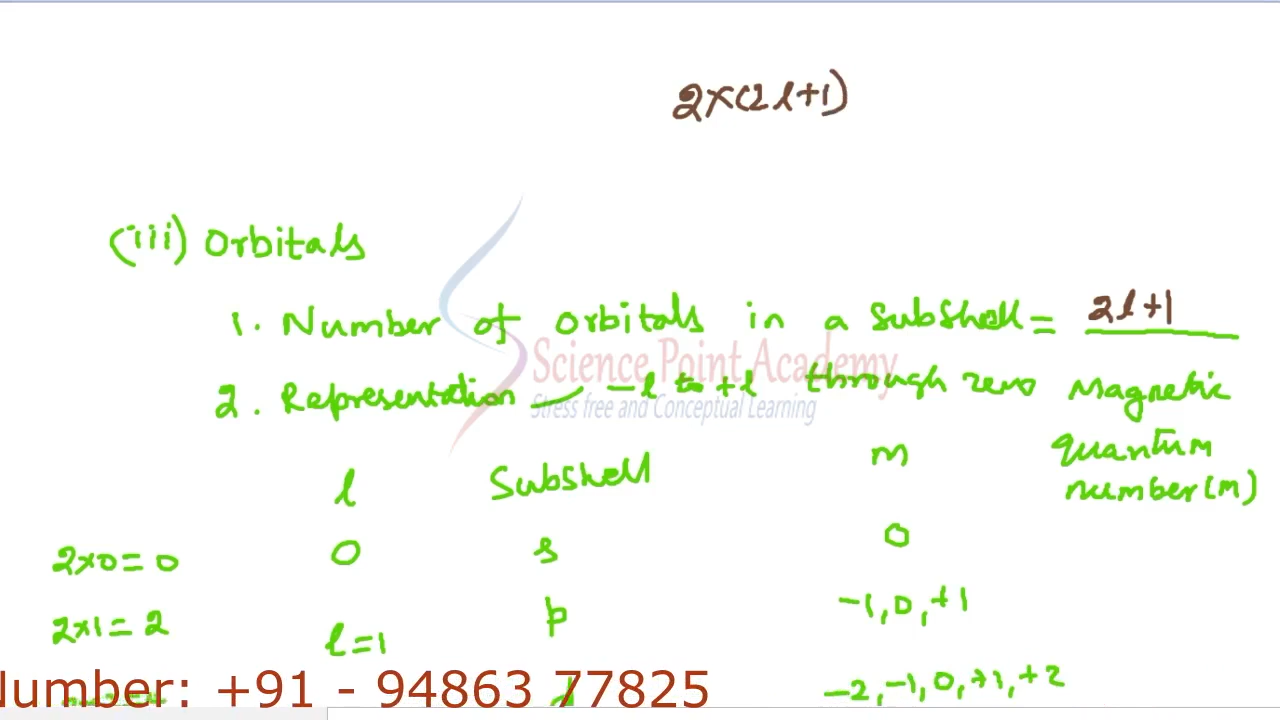 2×(2l+1)
(iii) Orbitals
1. Number of orbitals in a subshell = 2l+1
2. Representation – -l to +l through zero Magnetic
quantum
number (m)
Science Point Academy
Stress free and Conceptual Learning
l Subshell m
2×0=0 0 s 0
2×1=2 l=1 p -1,0,+1
d -2,-1,0,+1,+2
Number: +91 - 94863 77825